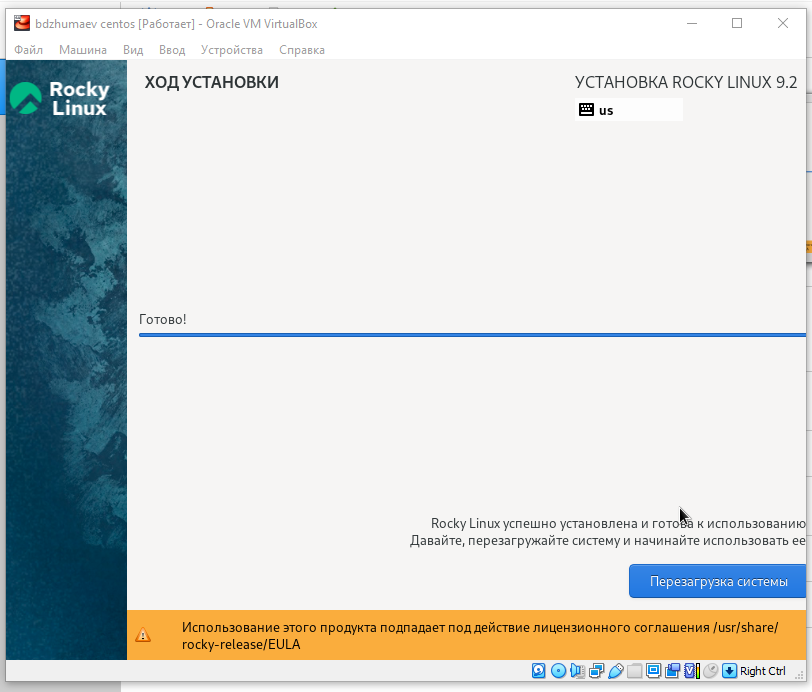 bdzhumaev centos [Работает] - Oracle VM VirtualBox
Файл Машина Вид Ввод Устройства Справка
Rocky
Linux
ХОД УСТАНОВКИ
УСТАНОВКА ROCKY LINUX 9.2
us
Готово!
Rocky Linux успешно установлена и готова к использованию
Давайте, перезагружайте систему и начинайте использовать ее
Перезагрузка системы
Использование этого продукта подпадает под действие лицензионного соглашения /usr/share/
rocky-release/EULA
Right Ctrl